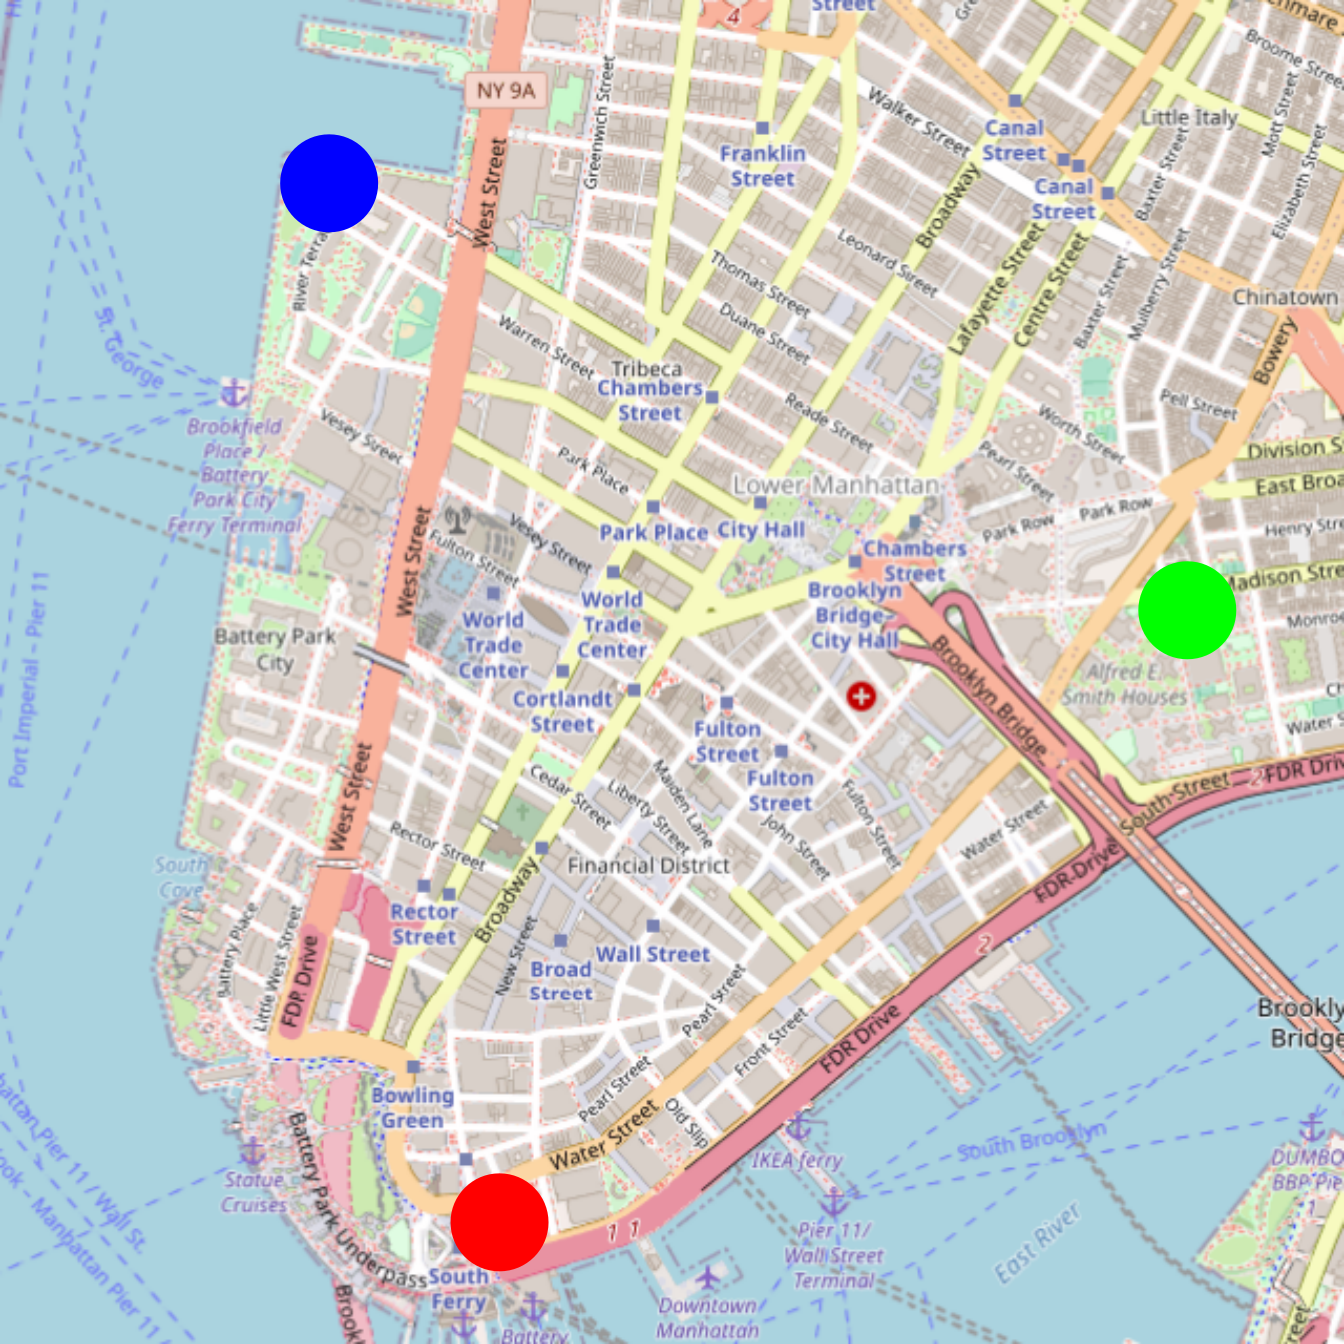 Street
4
NY 9A
Greenwich Street
Walker Street
Broome Street
Mott Street
Little Italy
Canal
Street
Franklin
Street
Canal
Street
Baxter Street
Elizabeth Street
West Street
Broadway
River Terra
Leonard Street
Lafayette Street
Centre Street
Baxter Street
Mulberry Street
Thomas Street
Chinatown
St. George
Warren Street
Duane Street
Bowery
Tribeca
Chambers
Street
Reade Street
Pell Street
Worth Street
Brookfield
Place /
Battery
Park City
Ferry Terminal
Vesey Street
Park Place
Pearl Street
Division S
East Broa
Lower Manhattan
Park Row
Park Row
Henry Str
West Street
Fulton Street
Vesey Street
Park Place
City Hall
Chambers
Street
Madison Stre
Brooklyn
Bridge-
City Hall
World
Trade
Center
World
Trade
Center
Monroe
Port Imperial - Pier 11
Battery Park
City
Cortlandt
Street
Brooklyn Bridge
Alfred E.
Smith Houses
Water S
Fulton
Street
Fulton
Street
West Street
Cedar Street
Liberty Street
Maiden Lane
John Street
Fulton Street
Water Street
South Street
2
FDR Driv
Rector Street
Financial District
FDR Drive
South
Cove
Battery Place
Little West Street
FDR Drive
Rector
Street
Broadway
New Street
Wall Street
Broad
Street
Pearl Street
2
Front Street
FDR Drive
Brookly
Bridge
Bowling
Green
Pearl Street
Old Slip
Water Street
IKEA ferry
South Brooklyn
DUMBO
BBP Pie
1
Statue
Cruises
Battery Park Underpass
1 1
Pier 11/
Wall Street
Terminal
East River
hattan Pier 11 / Wall St.
ook - Manhattan Pier 11 /
South
Ferry
Downtown
Manhattan
Brook
Battery
reet